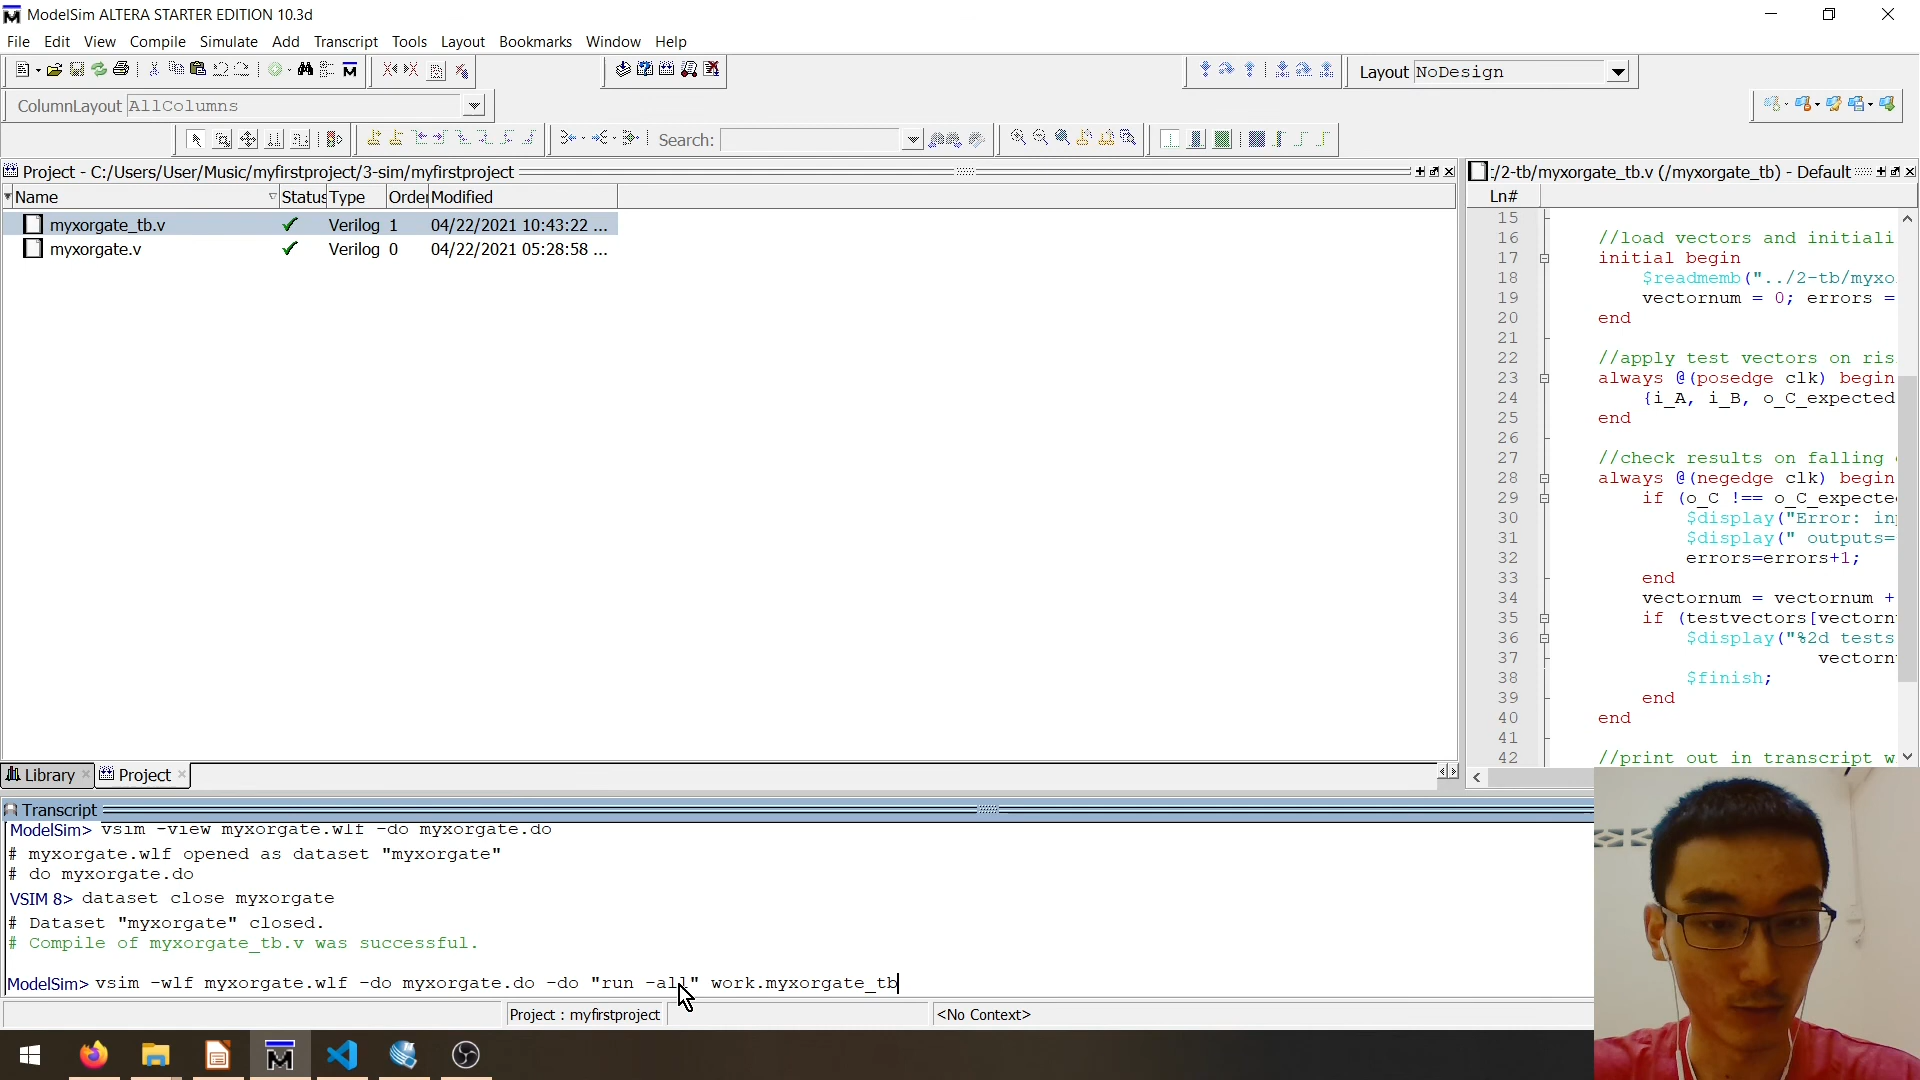 ModelSim ALTERA STARTER EDITION 10.3d
File Edit View Compile Simulate Add Transcript Tools Layout Bookmarks Window Help
Layout NoDesign
ColumnLayout AllColumns
Search:
Project - C:/Users/User/Music/myfirstproject/3-sim/myfirstproject
Name Status Type Order Modified
myxorgate_tb.v Verilog 1 04/22/2021 10:43:22 ...
myxorgate.v Verilog 0 04/22/2021 05:28:58 ...
:/2-tb/myxorgate_tb.v (/myxorgate_tb) - Default
Ln#
15
16 //load vectors and initiali
17 initial begin
18 $readmemb("../2-tb/myxo
19 vectornum = 0; errors =
20 end
21
22 //apply test vectors on ris
23 always @(posedge clk) begin
24 {i_A, i_B, o_C_expected
25 end
26
27 //check results on falling
28 always @(negedge clk) begin
29 if (o_C !== o_C_expecte
30 $display("Error: in
31 $display(" outputs=
32 errors=errors+1;
33 end
34 vectornum = vectornum +
35 if (testvectors[vectorn
36 $display("%2d tests
37 vectorn
38 $finish;
39 end
40 end
41
42 //print out in transcript w
Library Project
Transcript
ModelSim> vsim -view myxorgate.wlf -do myxorgate.do
# myxorgate.wlf opened as dataset "myxorgate"
# do myxorgate.do
VSIM 8> dataset close myxorgate
# Dataset "myxorgate" closed.
# Compile of myxorgate_tb.v was successful.
ModelSim> vsim -wlf myxorgate.wlf -do myxorgate.do -do "run -all" work.myxorgate_tb
Project : myfirstproject
<No Context>